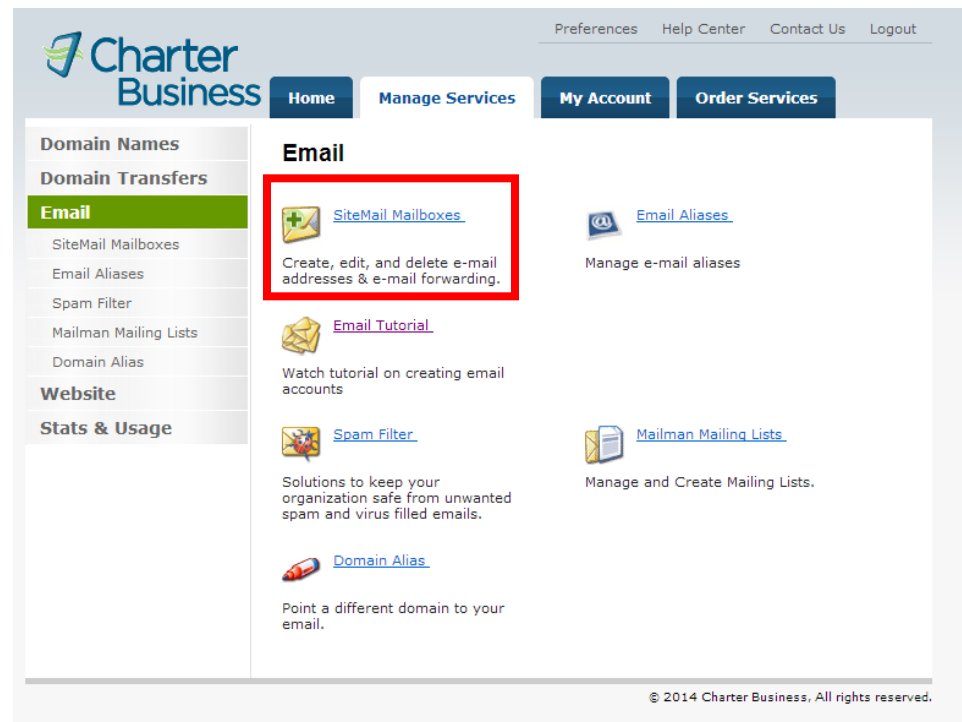 Preferences Help Center Contact Us Logout
Charter
Business
Home Manage Services My Account Order Services
Domain Names
Domain Transfers
Email
SiteMail Mailboxes
Email Aliases
Spam Filter
Mailman Mailing Lists
Domain Alias
Website
Stats & Usage
Email
SiteMail Mailboxes
Create, edit, and delete e-mail
addresses & e-mail forwarding.
Email Aliases
Manage e-mail aliases
Email Tutorial
Watch tutorial on creating email
accounts
Spam Filter
Solutions to keep your
organization safe from unwanted
spam and virus filled emails.
Mailman Mailing Lists
Manage and Create Mailing Lists.
Domain Alias
Point a different domain to your
email.
© 2014 Charter Business, All rights reserved.